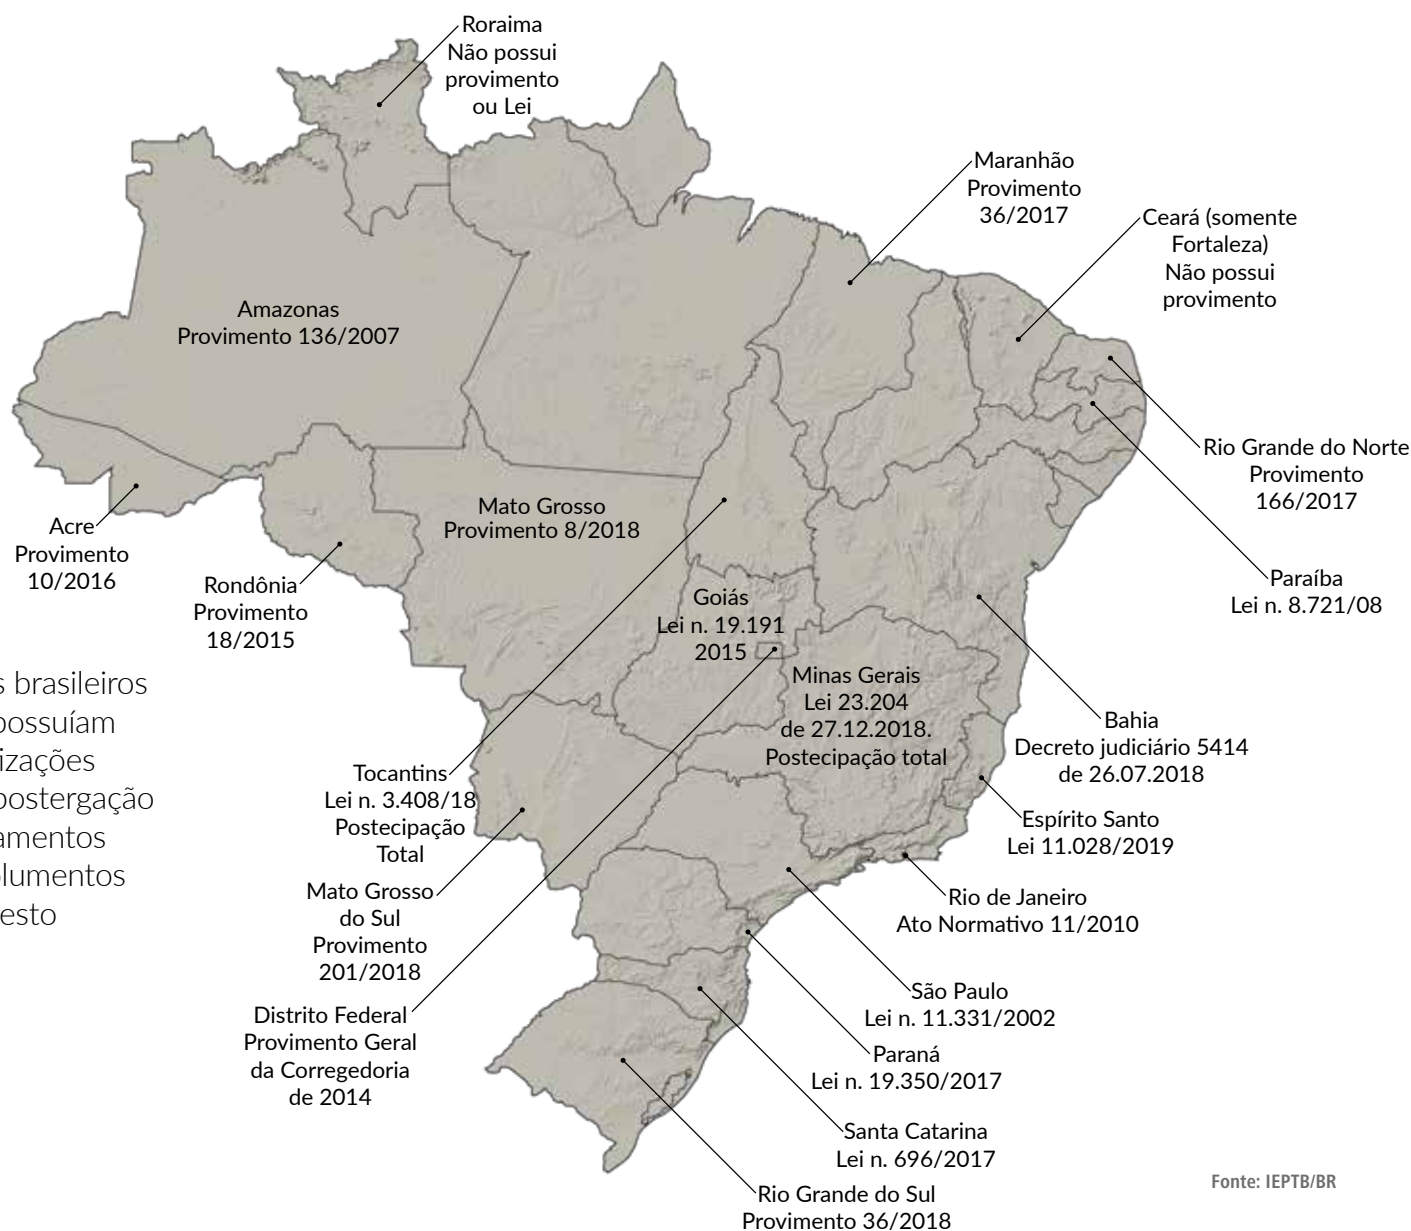 Roraima
Não possui
provimento
ou Lei
Maranhão
Provimento
36/2017
Ceará (somente
Fortaleza)
Não possui
provimento
Amazonas
Provimento 136/2007
Rio Grande do Norte
Provimento
166/2017
Mato Grosso
Provimento 8/2018
Acre
Provimento
10/2016
Rondônia
Provimento
18/2015
Paraíba
Lei n. 8.721/08
Goiás
Lei n. 19.191
2015
s brasileiros
possuíam
izações
postergação
amentos
olumentos
esto
Minas Gerais
Lei 23.204
de 27.12.2018.
Postecipação total
Bahia
Decreto judiciário 5414
de 26.07.2018
Tocantins
Lei n. 3.408/18
Postecipação
Total
Espírito Santo
Lei 11.028/2019
Mato Grosso
do Sul
Provimento
201/2018
Rio de Janeiro
Ato Normativo 11/2010
São Paulo
Lei n. 11.331/2002
Distrito Federal
Provimento Geral
da Corregedoria
de 2014
Paraná
Lei n. 19.350/2017
Santa Catarina
Lei n. 696/2017
Rio Grande do Sul
Provimento 36/2018
Fonte: IEPTB/BR